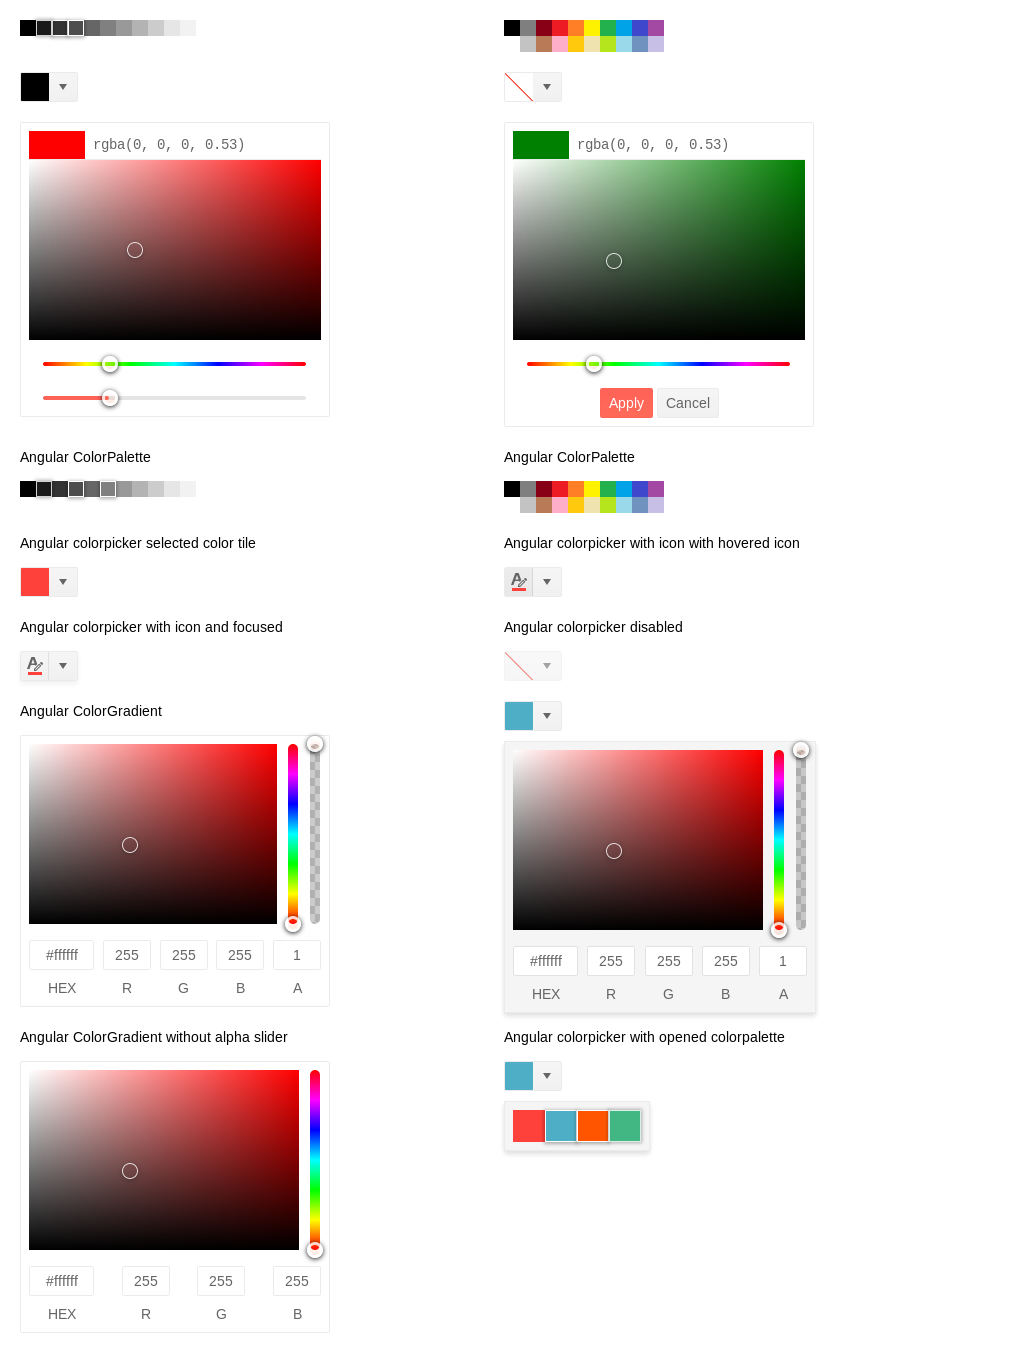 rgba(0, 0, 0, 0.53)
rgba(0, 0, 0, 0.53)
Apply Cancel
Angular ColorPalette
Angular ColorPalette
Angular colorpicker selected color tile
Angular colorpicker with icon with hovered icon
Angular colorpicker with icon and focused
Angular colorpicker disabled
Angular ColorGradient
#ffffff 255 255 255 1
HEX R G B A
#ffffff 255 255 255 1
HEX R G B A
Angular ColorGradient without alpha slider
Angular colorpicker with opened colorpalette
#ffffff 255 255 255
HEX R G B